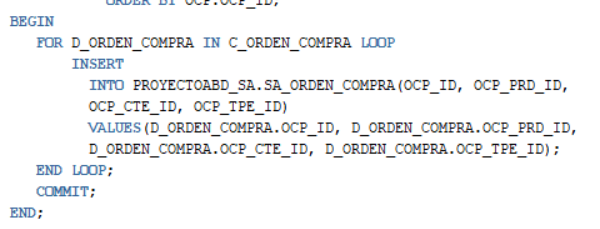 ORDER BY OCP.OCP_ID;
BEGIN
FOR D_ORDEN_COMPRA IN C_ORDEN_COMPRA LOOP
INSERT
INTO PROYECTOABD_SA.SA_ORDEN_COMPRA(OCP_ID, OCP_PRD_ID,
OCP_CTE_ID, OCP_TPE_ID)
VALUES(D_ORDEN_COMPRA.OCP_ID, D_ORDEN_COMPRA.OCP_PRD_ID,
D_ORDEN_COMPRA.OCP_CTE_ID, D_ORDEN_COMPRA.OCP_TPE_ID);
END LOOP;
COMMIT;
END;